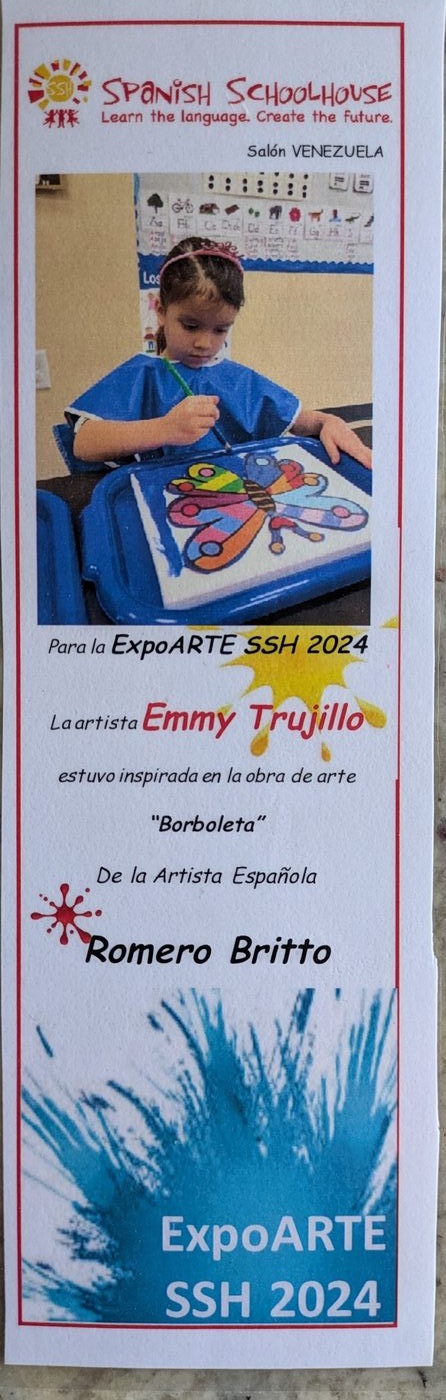 SSH
SPANISH SCHOOLHOUSE
Learn the language. Create the future.
Salón VENEZUELA
Los
Para la ExpoARTE SSH 2024
La artista Emmy Trujillo
estuvo inspirada en la obra de arte
"Borboleta"
De la Artista Española
Romero Britto
ExpoARTE
SSH 2024